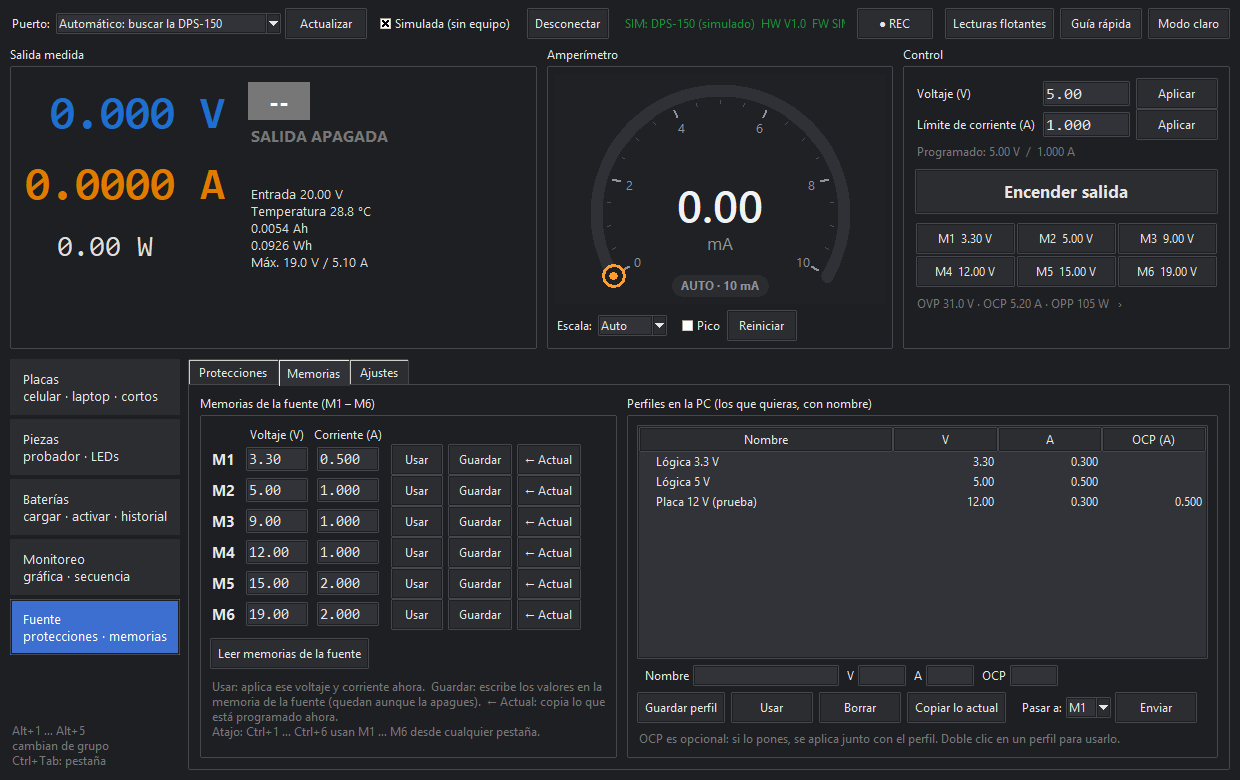 Puerto: Automático: buscar la DPS-150 Actualizar Simulada (sin equipo) Desconectar SIM: DPS-150 (simulado) HW V1.0 FW SIM ● REC Lecturas flotantes Guía rápida Modo claro
Salida medida
0.000 V
0.0000 A
0.00 W
--
SALIDA APAGADA
Entrada 20.00 V
Temperatura 28.8 °C
0.0054 Ah
0.0926 Wh
Máx. 19.0 V / 5.10 A
Amperímetro
0 2 4 6 8 10
0.00
mA
AUTO · 10 mA
Escala: Auto Pico Reiniciar
Control
Voltaje (V) 5.00 Aplicar
Límite de corriente (A) 1.000 Aplicar
Programado: 5.00 V / 1.000 A
Encender salida
M1 3.30 V M2 5.00 V M3 9.00 V
M4 12.00 V M5 15.00 V M6 19.00 V
OVP 31.0 V · OCP 5.20 A · OPP 105 W ›
Placas
celular · laptop · cortos
Piezas
probador · LEDs
Baterías
cargar · activar · historial
Monitoreo
gráfica · secuencia
Fuente
protecciones · memorias
Alt+1 ... Alt+5
cambian de grupo
Ctrl+Tab: pestaña
Protecciones Memorias Ajustes
Memorias de la fuente (M1 – M6)
Voltaje (V) Corriente (A)
M1 3.30 0.500 Usar Guardar ← Actual
M2 5.00 1.000 Usar Guardar ← Actual
M3 9.00 1.000 Usar Guardar ← Actual
M4 12.00 1.000 Usar Guardar ← Actual
M5 15.00 2.000 Usar Guardar ← Actual
M6 19.00 2.000 Usar Guardar ← Actual
Leer memorias de la fuente
Usar: aplica ese voltaje y corriente ahora. Guardar: escribe los valores en la
memoria de la fuente (quedan aunque la apagues). ← Actual: copia lo que
está programado ahora.
Atajo: Ctrl+1 ... Ctrl+6 usan M1 ... M6 desde cualquier pestaña.
Perfiles en la PC (los que quieras, con nombre)
Nombre V A OCP (A)
Lógica 3.3 V 3.30 0.300
Lógica 5 V 5.00 0.500
Placa 12 V (prueba) 12.00 0.300 0.500
Nombre V A OCP
Guardar perfil Usar Borrar Copiar lo actual Pasar a: M1 Enviar
OCP es opcional: si lo pones, se aplica junto con el perfil. Doble clic en un perfil para usarlo.